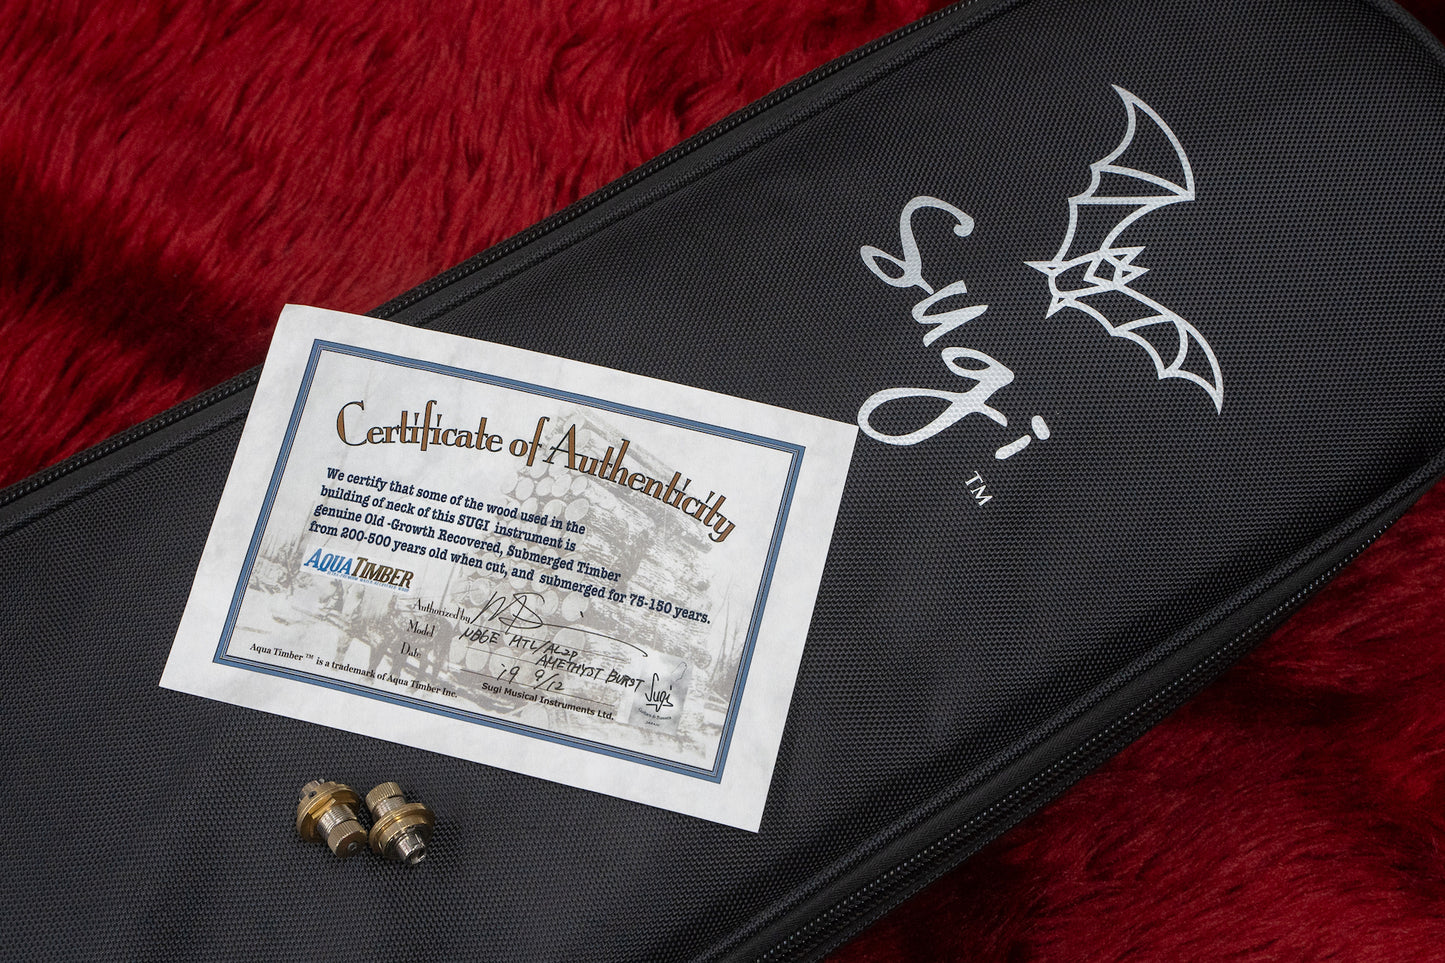 Sugi
TM
Certificate of Authenticity
We certify that some of the wood used in the
building of neck of this SUGI instrument is
genuine Old -Growth Recovered, Submerged Timber
from 200-500 years old when cut, and submerged for 75-150 years.
AQUA TIMBER
Authorized by
Model NB6E MTL/AL2P
AMETHYST BURST
Date '19 9/12
Aqua Timber ™ is a trademark of Aqua Timber Inc.
Sugi Musical Instruments Ltd.
Sugi
JAPAN